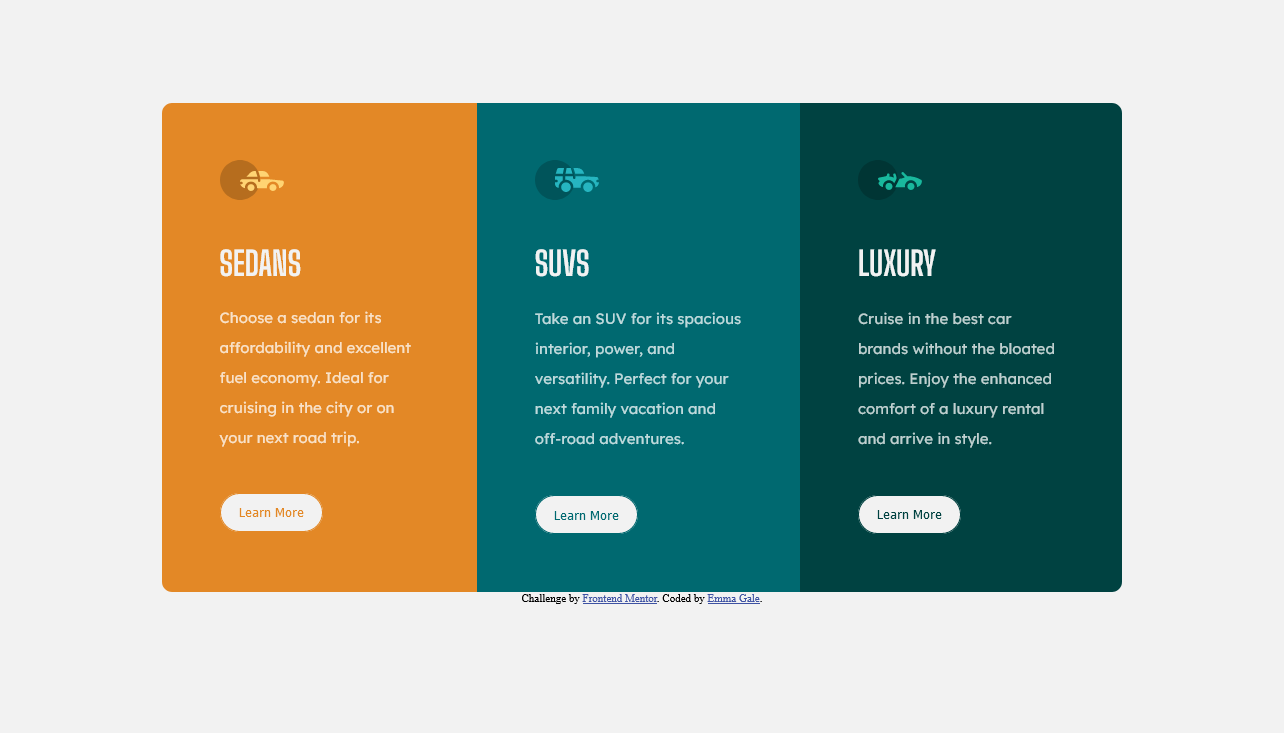 SEDANS
Choose a sedan for its
affordability and excellent
fuel economy. Ideal for
cruising in the city or on
your next road trip.
Learn More
SUVS
Take an SUV for its spacious
interior, power, and
versatility. Perfect for your
next family vacation and
off-road adventures.
Learn More
LUXURY
Cruise in the best car
brands without the bloated
prices. Enjoy the enhanced
comfort of a luxury rental
and arrive in style.
Learn More
Challenge by Frontend Mentor. Coded by Emma Gale.